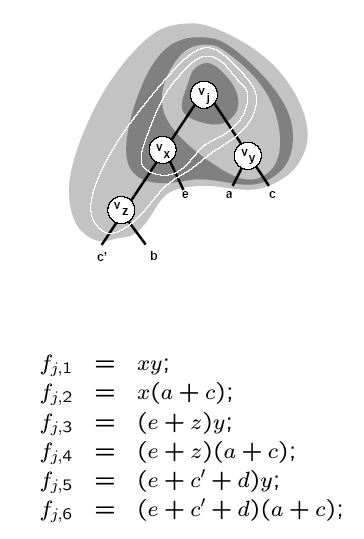 v_j
v_x
v_y
e
a
c
v_z
c'
b
f_{j,1} = xy;
f_{j,2} = x(a + c);
f_{j,3} = (e + z)y;
f_{j,4} = (e + z)(a + c);
f_{j,5} = (e + c′ + d)y;
f_{j,6} = (e + c′ + d)(a + c);